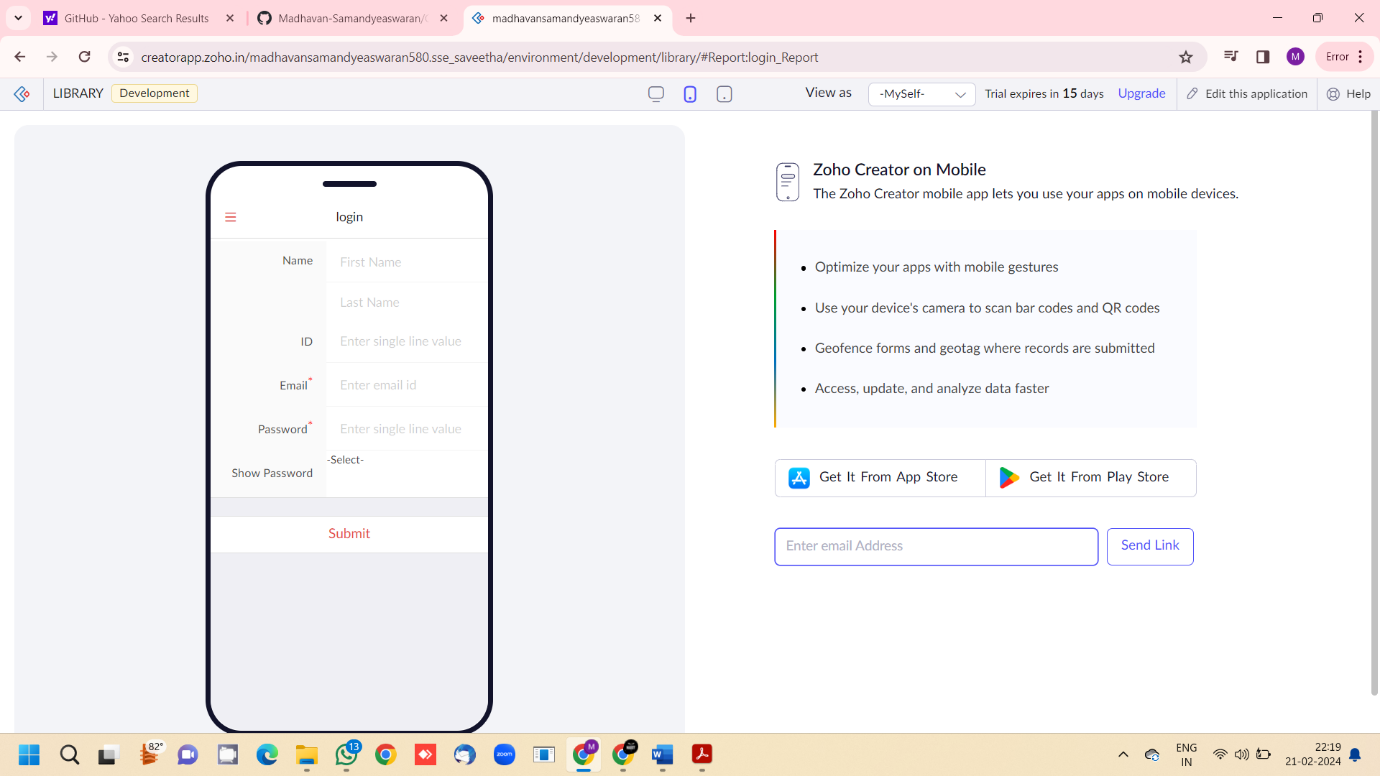 GitHub - Yahoo Search Results
Madhavan-Samandyeaswaran/
madhavansamandyeaswaran58
creatorapp.zoho.in/madhavansamandyeaswaran580.sse_saveetha/environment/development/library/#Report:login_Report
M
Error
LIBRARY
Development
View as
-MySelf-
Trial expires in 15 days
Upgrade
Edit this application
Help
login
Name
First Name
Last Name
ID
Enter single line value
Email*
Enter email id
Password*
Enter single line value
Show Password
-Select-
Submit
Zoho Creator on Mobile
The Zoho Creator mobile app lets you use your apps on mobile devices.
• Optimize your apps with mobile gestures
• Use your device's camera to scan bar codes and QR codes
• Geofence forms and geotag where records are submitted
• Access, update, and analyze data faster
Get It From App Store
Get It From Play Store
Enter email Address
Send Link
82°
13
zoom
M
ENG
IN
22:19
21-02-2024